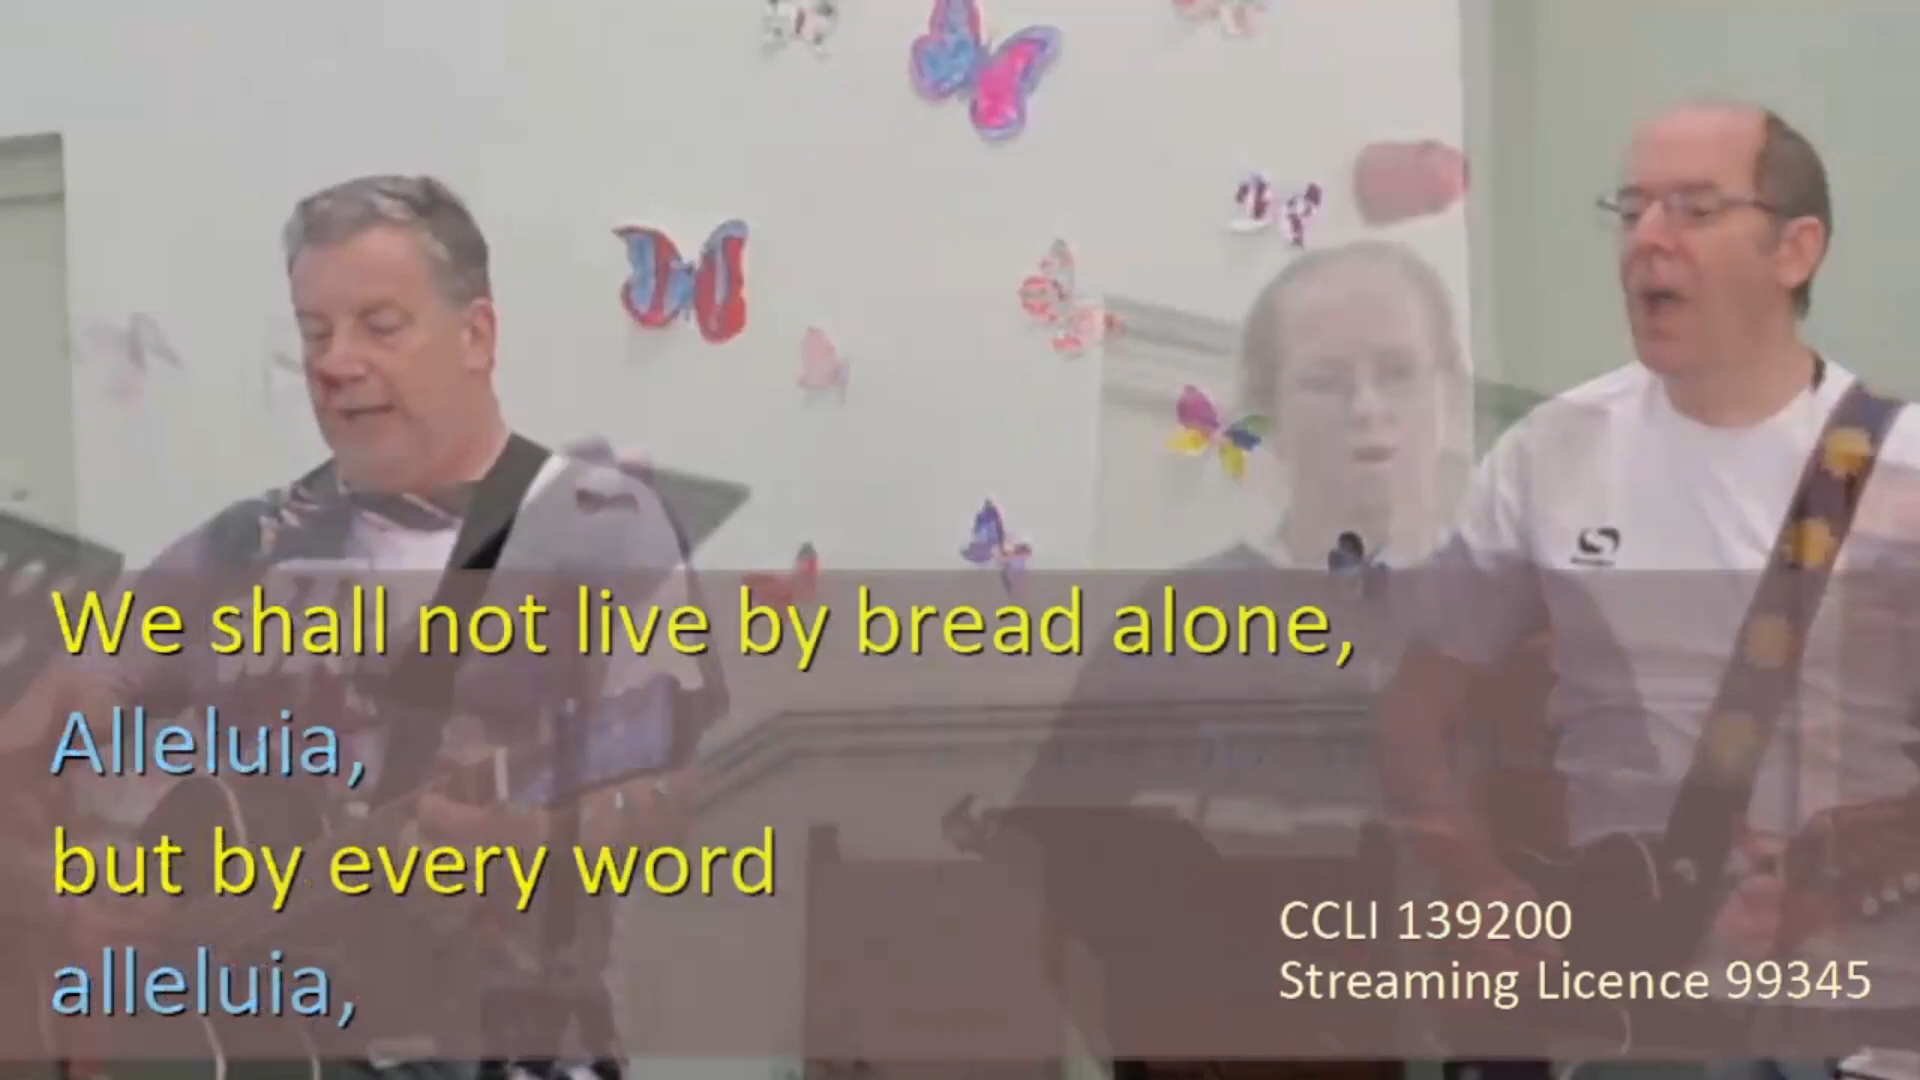 We shall not live by bread alone,
Alleluia,
but by every word
alleluia,
CCLI 139200
Streaming Licence 99345